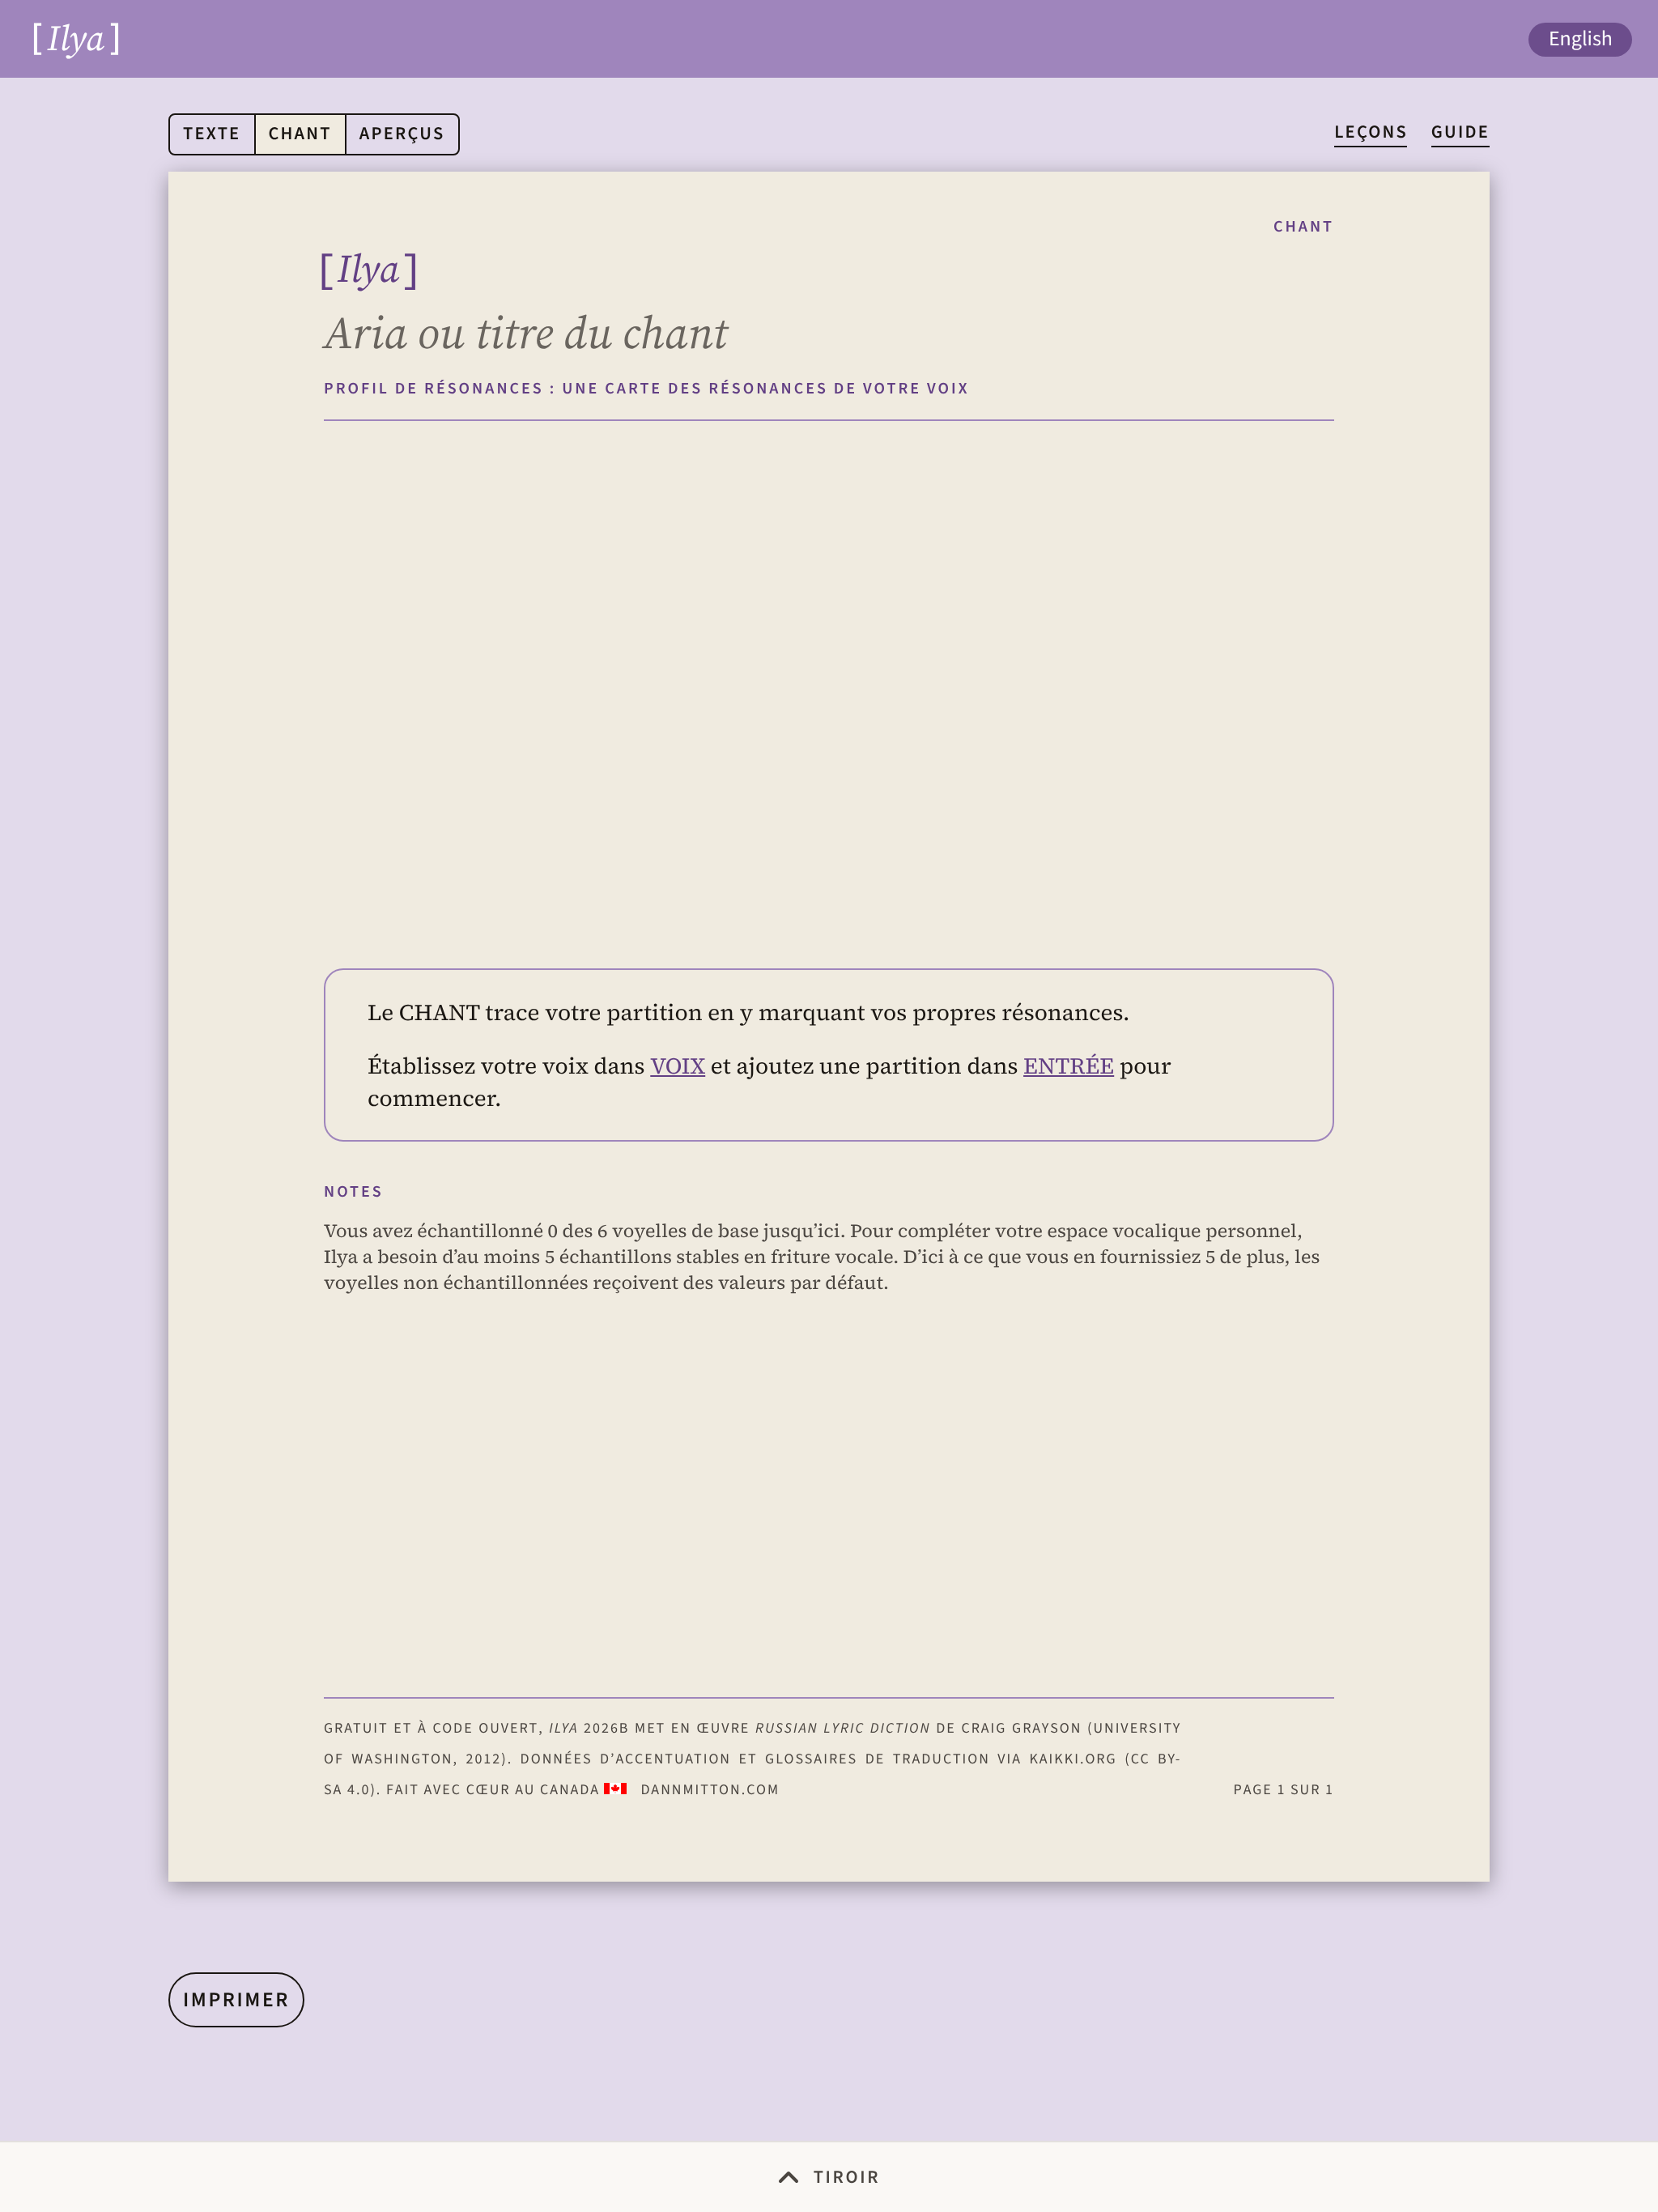 [Ilya]
English
TEXTE CHANT APERÇUS
LEÇONS GUIDE
CHANT
[Ilya]
Aria ou titre du chant
PROFIL DE RÉSONANCES : UNE CARTE DES RÉSONANCES DE VOTRE VOIX
Le CHANT trace votre partition en y marquant vos propres résonances.
Établissez votre voix dans VOIX et ajoutez une partition dans ENTRÉE pour
commencer.
NOTES
Vous avez échantillonné 0 des 6 voyelles de base jusqu’ici. Pour compléter votre espace vocalique personnel,
Ilya a besoin d’au moins 5 échantillons stables en friture vocale. D’ici à ce que vous en fournissiez 5 de plus, les
voyelles non échantillonnées reçoivent des valeurs par défaut.
GRATUIT ET À CODE OUVERT, ILYA 2026B MET EN ŒUVRE RUSSIAN LYRIC DICTION DE CRAIG GRAYSON (UNIVERSITY
OF WASHINGTON, 2012). DONNÉES D’ACCENTUATION ET GLOSSAIRES DE TRADUCTION VIA KAIKKI.ORG (CC BY-
SA 4.0). FAIT AVEC CŒUR AU CANADA DANNMITTON.COM
PAGE 1 SUR 1
IMPRIMER
TIROIR